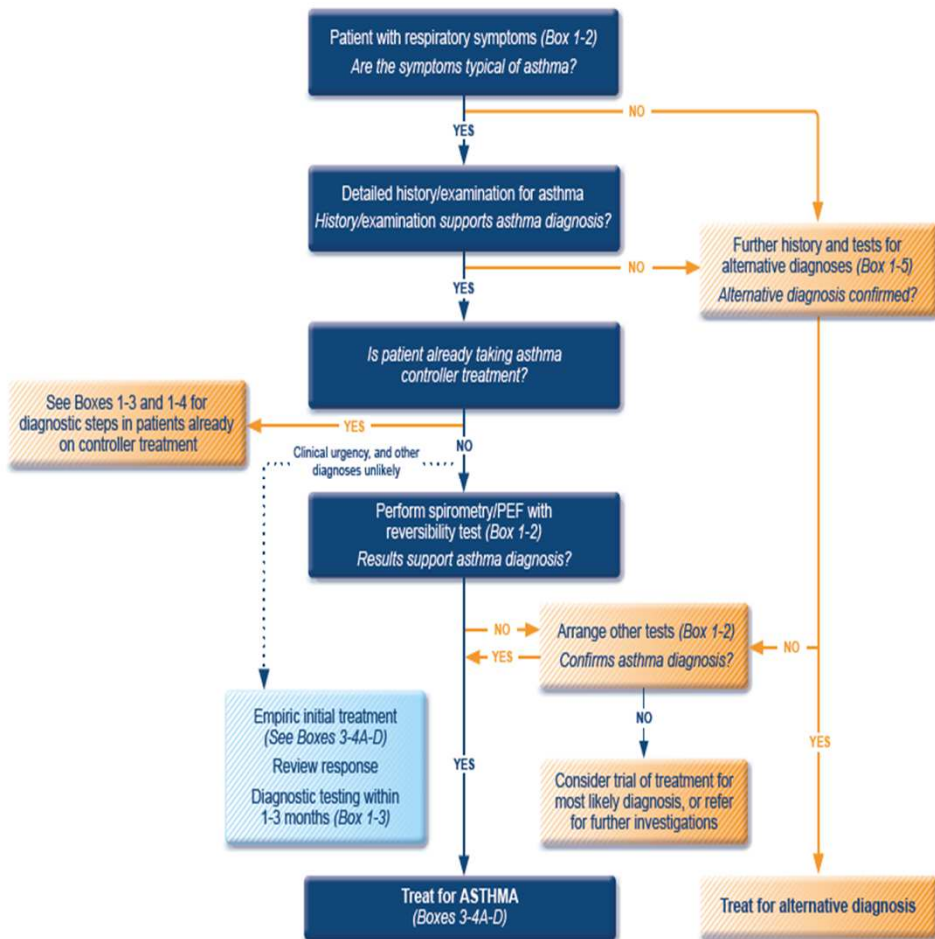 Patient with respiratory symptoms (Box 1-2)
Are the symptoms typical of asthma?
NO
YES
Detailed history/examination for asthma
History/examination supports asthma diagnosis?
Further history and tests for
alternative diagnoses (Box 1-5)
Alternative diagnosis confirmed?
NO
YES
Is patient already taking asthma
controller treatment?
See Boxes 1-3 and 1-4 for
diagnostic steps in patients already
on controller treatment
YES
NO
Clinical urgency, and other
diagnoses unlikely
Perform spirometry/PEF with
reversibility test (Box 1-2)
Results support asthma diagnosis?
NO
YES
Arrange other tests (Box 1-2)
Confirms asthma diagnosis?
NO
NO
YES
YES
Empiric initial treatment
(See Boxes 3-4A-D)
Review response
Diagnostic testing within
1-3 months (Box 1-3)
Consider trial of treatment for
most likely diagnosis, or refer
for further investigations
Treat for ASTHMA
(Boxes 3-4A-D)
Treat for alternative diagnosis